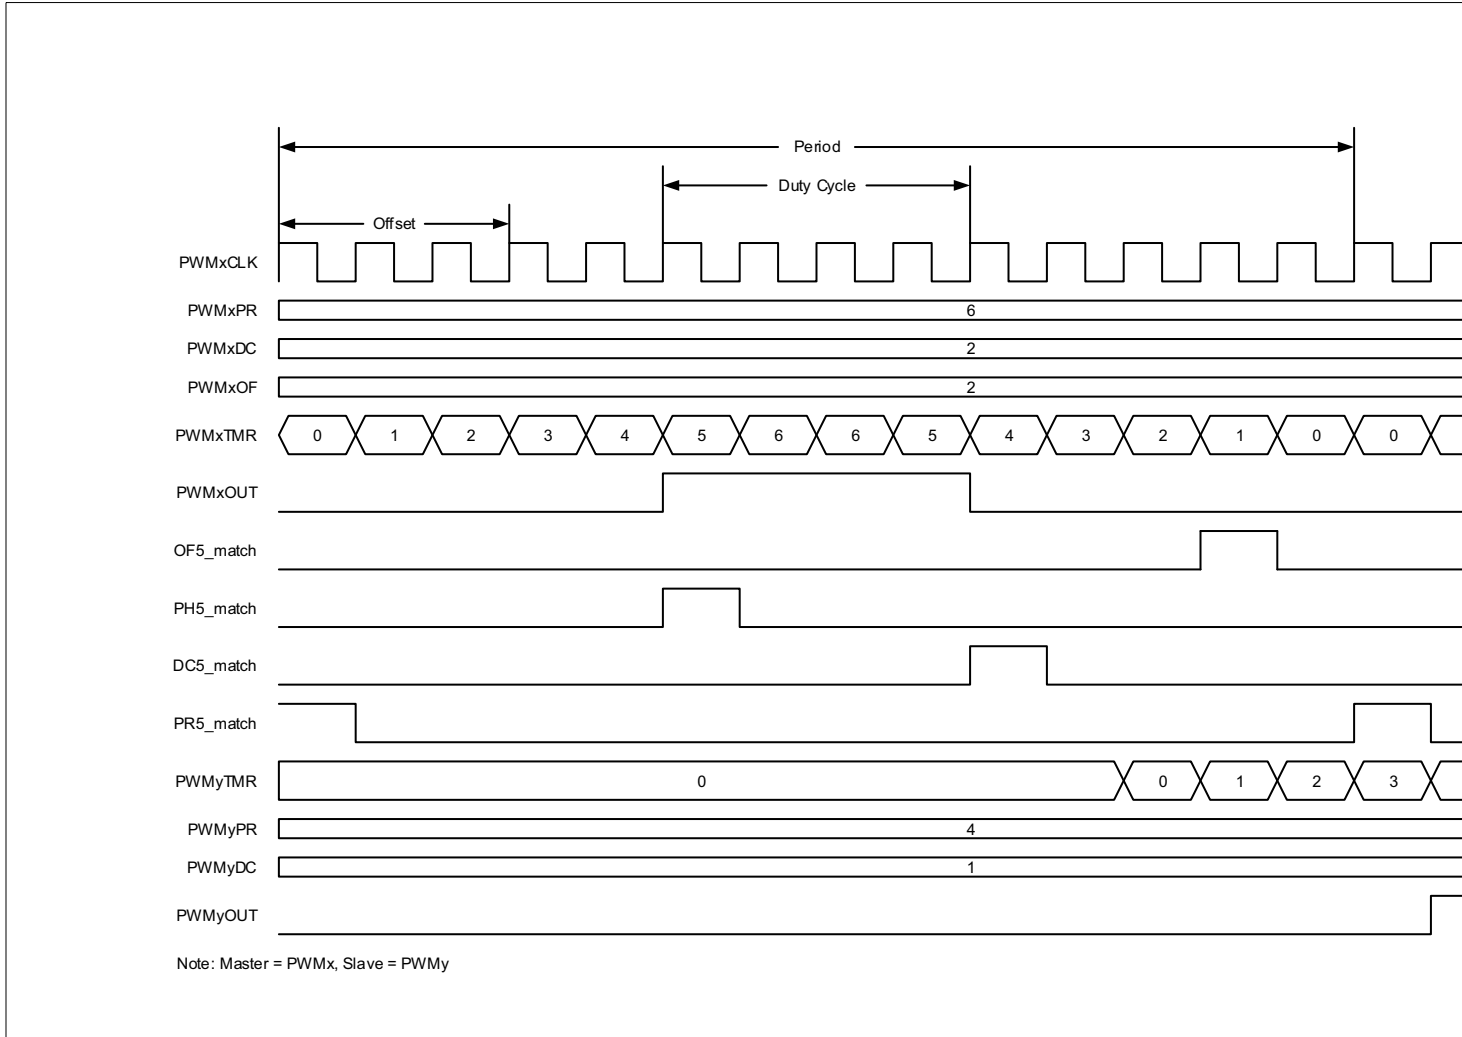 Period
Duty Cycle
Offset
PWMxCLK
PWMxPR 6
PWMxDC 2
PWMxOF 2
PWMxTMR 0 1 2 3 4 5 6 6 5 4 3 2 1 0 0
PWMxOUT
OF5_match
PH5_match
DC5_match
PR5_match
PWMyTMR 0 0 1 2 3
PWMyPR 4
PWMyDC 1
PWMyOUT
Note: Master = PWMx, Slave = PWMy